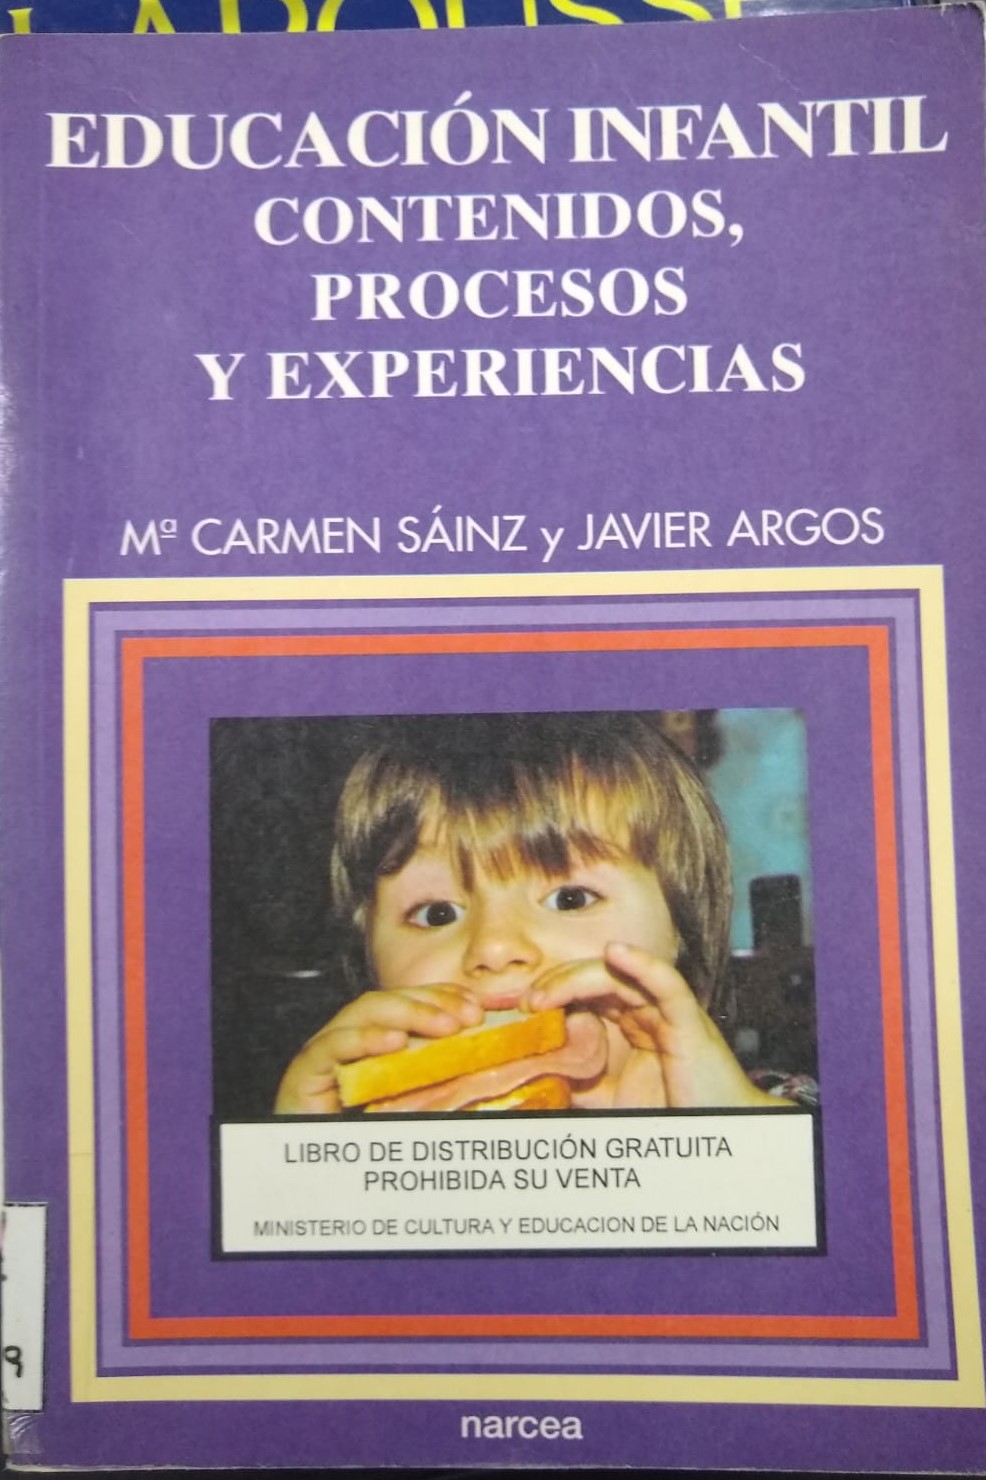 LAROUSSE
EDUCACIÓN INFANTIL
CONTENIDOS,
PROCESOS
Y EXPERIENCIAS
Mª CARMEN SÁINZ y JAVIER ARGOS
LIBRO DE DISTRIBUCIÓN GRATUITA
PROHIBIDA SU VENTA
MINISTERIO DE CULTURA Y EDUCACION DE LA NACIÓN
narcea